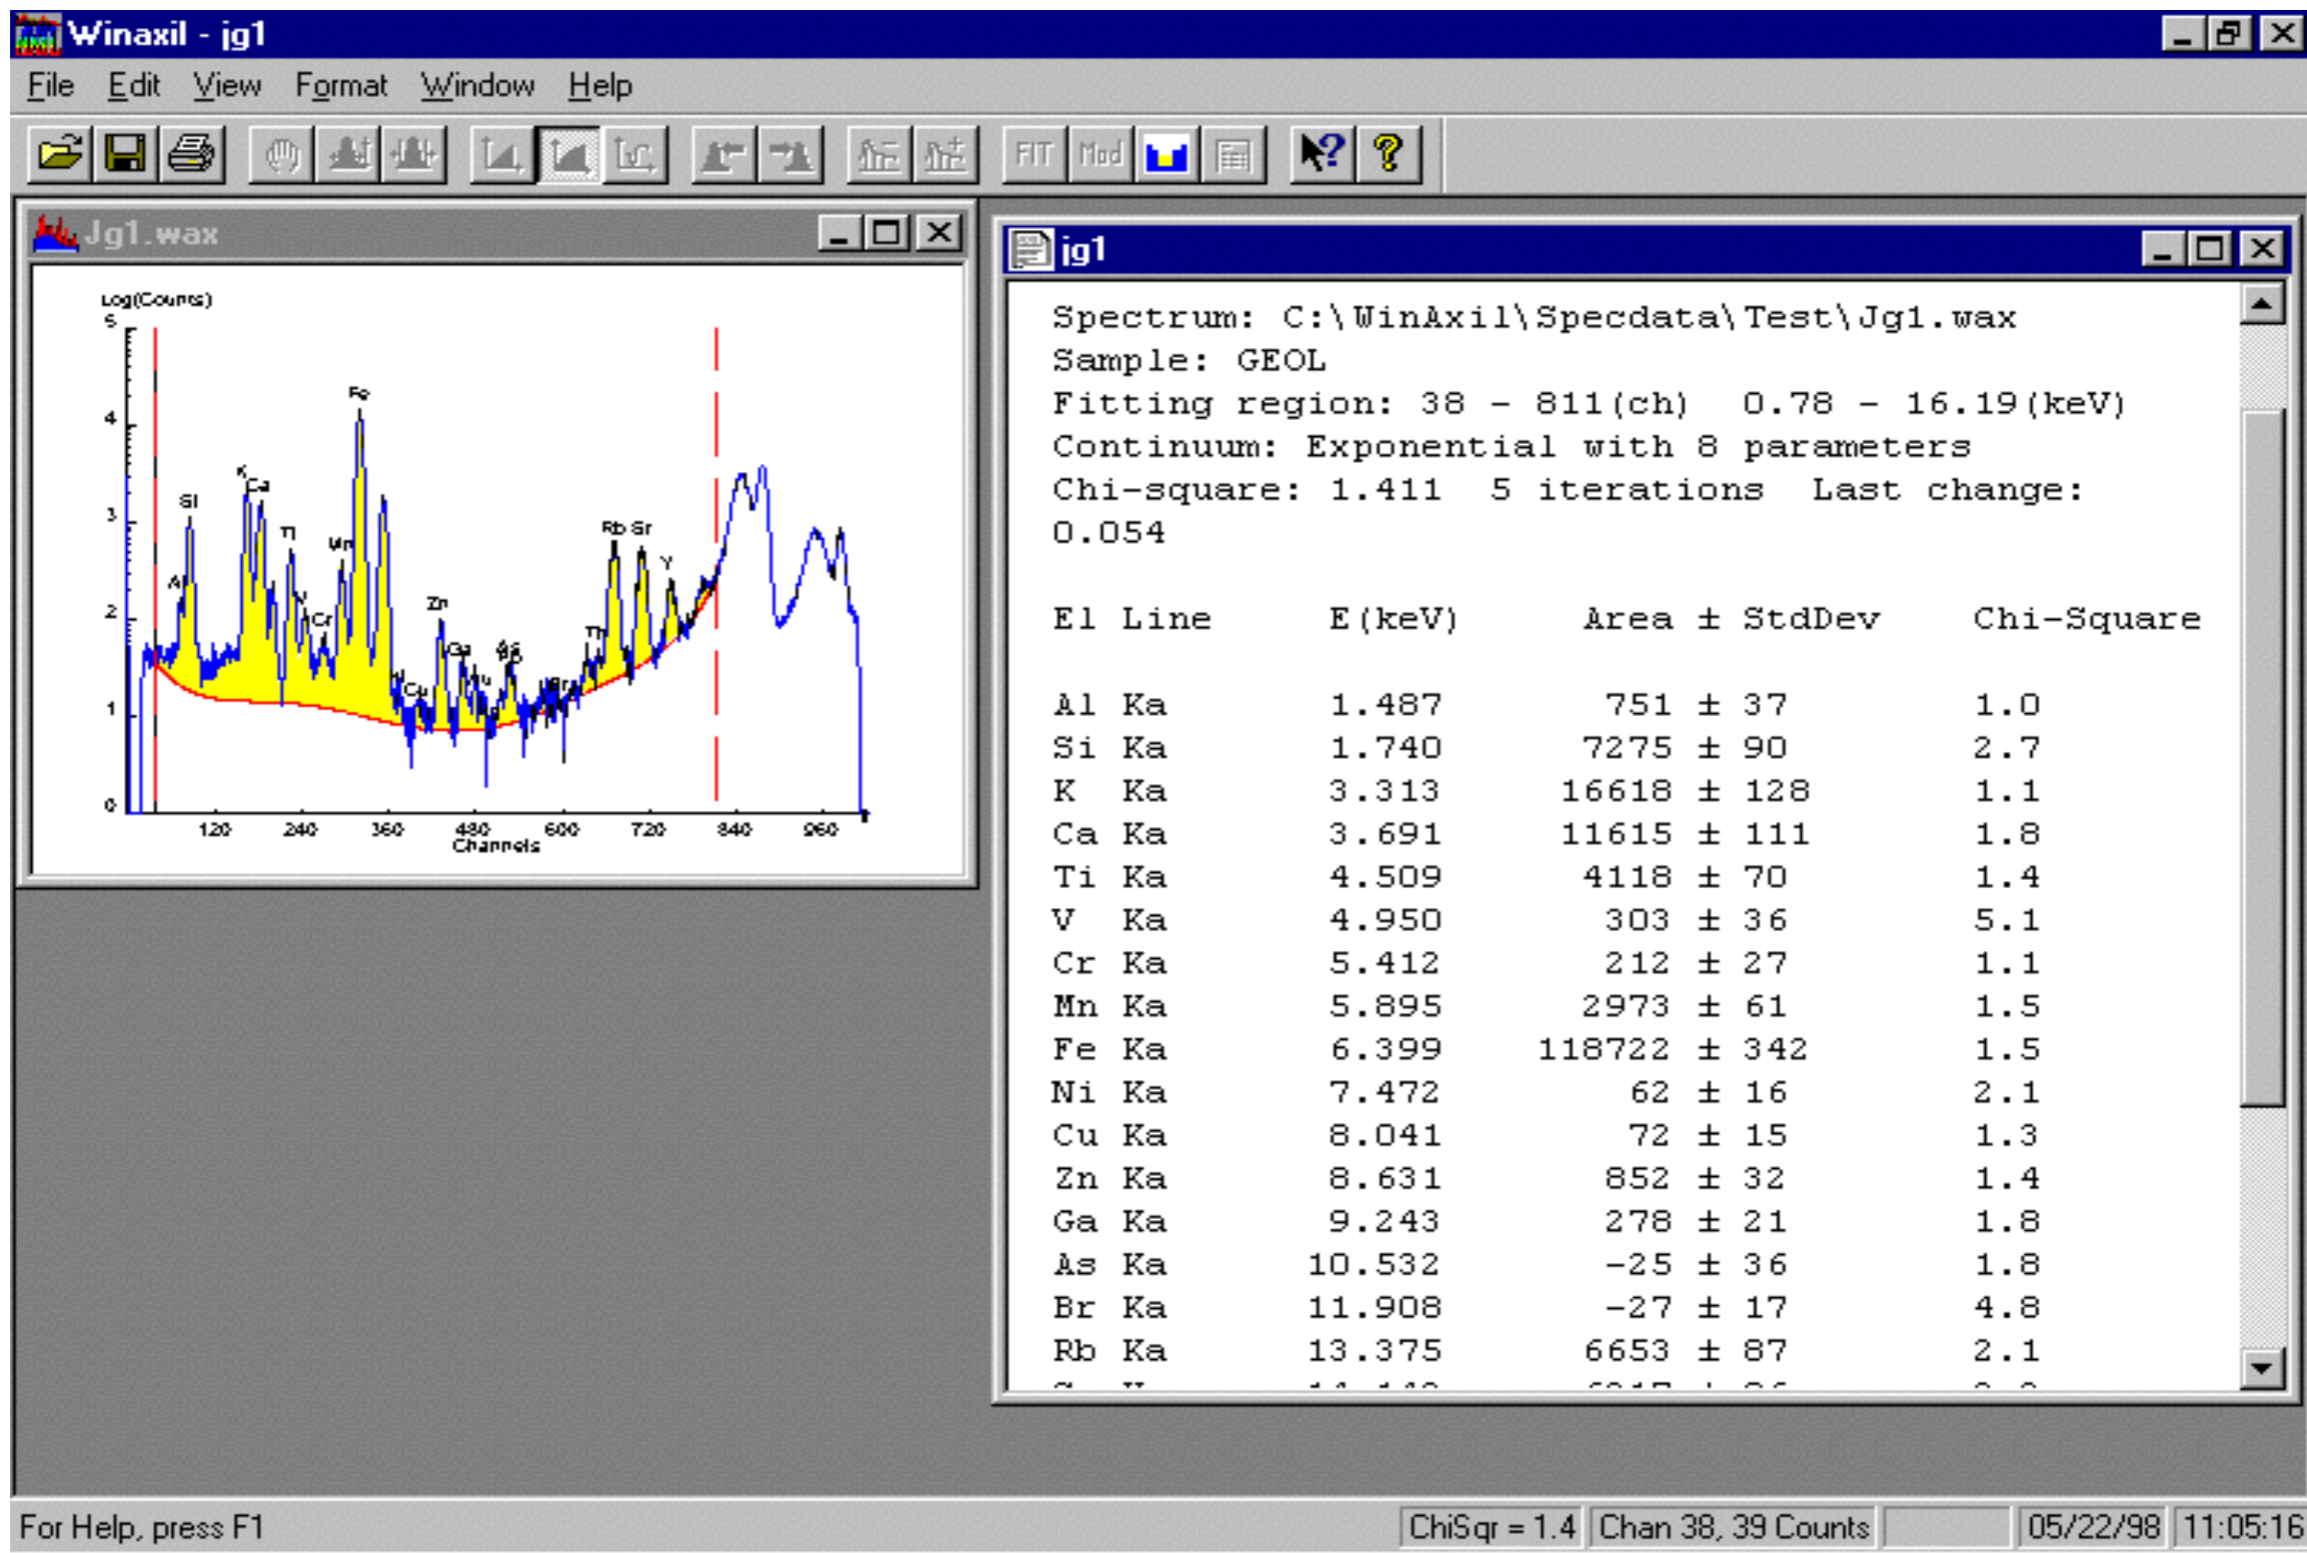 Winaxil - jg1
File Edit View Format Window Help
FIT Mod
Jg1.wax
Log(Counts)
5
4
3
2
1
0
Fe
K
Ca
Si
Ti
Mn
Al
V
Cr
Zn
Ga
Cu
As
Th
Rb Sr
Y
Br
120 240 360 480 600 720 840 960
Channels
jg1
Spectrum: C:\WinAxil\Specdata\Test\Jg1.wax
Sample: GEOL
Fitting region: 38 - 811(ch) 0.78 - 16.19(keV)
Continuum: Exponential with 8 parameters
Chi-square: 1.411 5 iterations Last change:
0.054
El Line E(keV) Area ± StdDev Chi-Square
Al Ka 1.487 751 ± 37 1.0
Si Ka 1.740 7275 ± 90 2.7
K Ka 3.313 16618 ± 128 1.1
Ca Ka 3.691 11615 ± 111 1.8
Ti Ka 4.509 4118 ± 70 1.4
V Ka 4.950 303 ± 36 5.1
Cr Ka 5.412 212 ± 27 1.1
Mn Ka 5.895 2973 ± 61 1.5
Fe Ka 6.399 118722 ± 342 1.5
Ni Ka 7.472 62 ± 16 2.1
Cu Ka 8.041 72 ± 15 1.3
Zn Ka 8.631 852 ± 32 1.4
Ga Ka 9.243 278 ± 21 1.8
As Ka 10.532 -25 ± 36 1.8
Br Ka 11.908 -27 ± 17 4.8
Rb Ka 13.375 6653 ± 87 2.1
For Help, press F1
ChiSqr = 1.4 Chan 38, 39 Counts 05/22/98 11:05:16